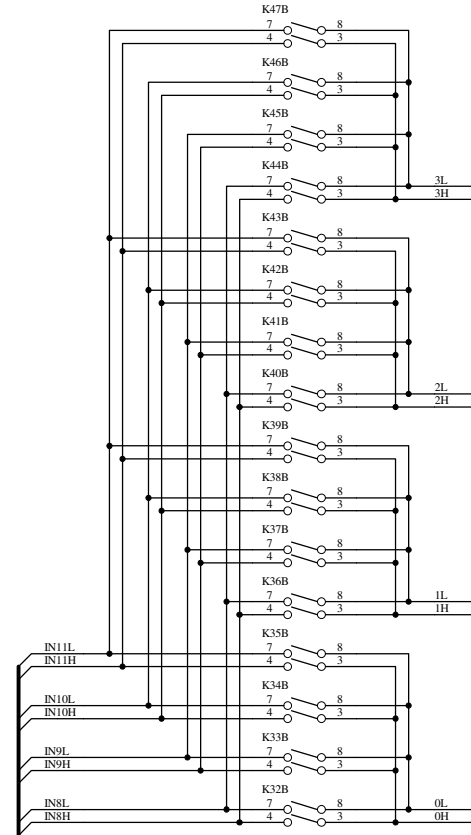 K47B
7 8
4 3
K46B
7 8
4 3
K45B
7 8
4 3
K44B
7 8 3L
4 3 3H
K43B
7 8
4 3
K42B
7 8
4 3
K41B
7 8
4 3
K40B
7 8 2L
4 3 2H
K39B
7 8
4 3
K38B
7 8
4 3
K37B
7 8
4 3
K36B
7 8 1L
4 3 1H
K35B
IN11L 7 8
IN11H 4 3
K34B
IN10L 7 8
IN10H 4 3
K33B
IN9L 7 8
IN9H 4 3
K32B
IN8L 7 8 0L
IN8H 4 3 0H